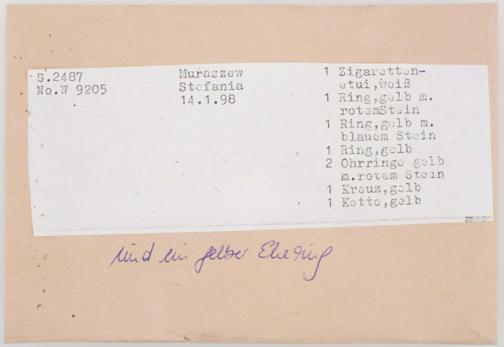 S.2487
No.W 9205
Muraszew
Stefania
14.1.98
1 Zigaretten-
etui,weiß
1 Ring,gelb m.
rotemStein
1 Ring,gelb m.
blauem Stein
1 Ring,gelb
2 Ohrringe gelb
m.rotem Stein
1 Kreuz,gelb
1 Kette,gelb
und ein gelber Ehering